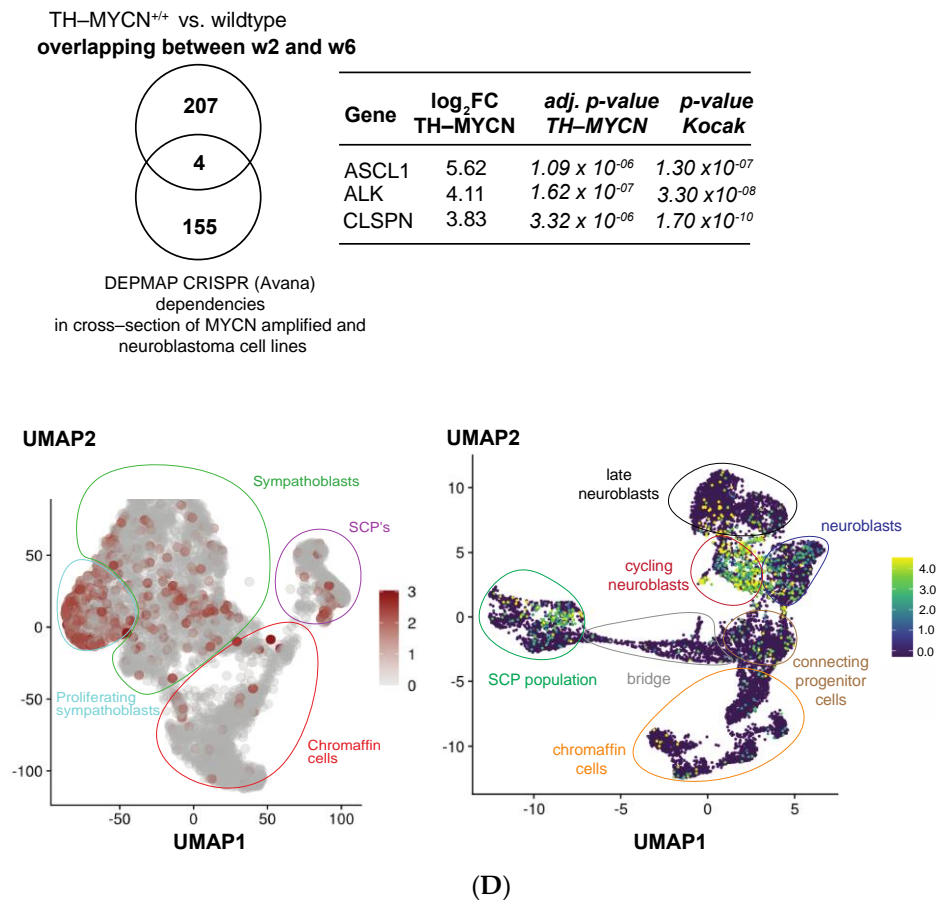 TH–MYCN+/+ vs. wildtype
overlapping between w2 and w6
207
4
155
DEPMAP CRISPR (Avana)
dependencies
in cross–section of MYCN amplified and
neuroblastoma cell lines
Gene log2FC TH–MYCN adj. p-value TH–MYCN p-value Kocak
ASCL1 5.62 1.09 x 10-06 1.30 x10-07
ALK 4.11 1.62 x 10-07 3.30 x10-08
CLSPN 3.83 3.32 x 10-06 1.70 x10-10
UMAP2
Sympathoblasts
SCP's
50
0
-50
-100
Proliferating
sympathoblasts
Chromaffin
cells
3
2
1
0
-50 0 50 100
UMAP1
UMAP2
late
neuroblasts
neuroblasts
cycling
neuroblasts
10
5
0
-5
-10
SCP population
bridge
connecting
progenitor
cells
chromaffin
cells
4.0
3.0
2.0
1.0
0.0
-10 -5 0 5
UMAP1
(D)